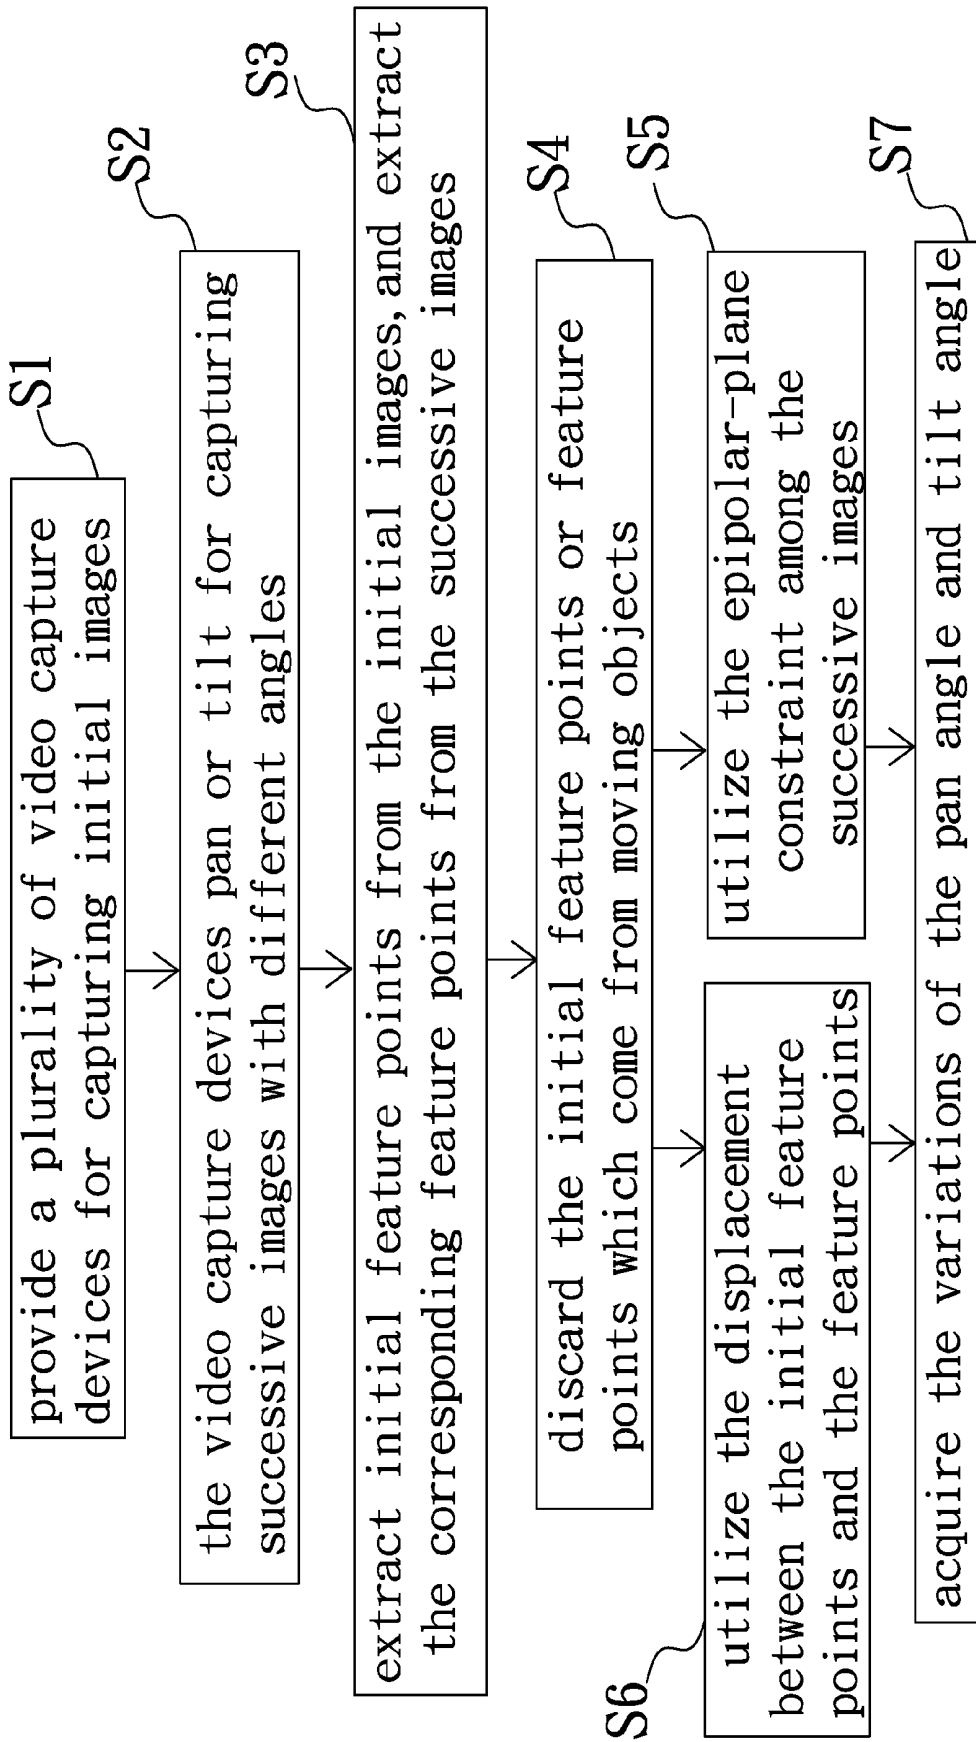 S1
provide a plurality of video capture
devices for capturing initial images
S2
the video capture devices pan or tilt for capturing
successive images with different angles
S3
extract initial feature points from the initial images, and extract
the corresponding feature points from the successive images
S4
discard the initial feature points or feature
points which come from moving objects
S6
utilize the displacement
between the initial feature
points and the feature points
S5
utilize the epipolar-plane
constraint among the
successive images
S7
acquire the variations of the pan angle and tilt angle